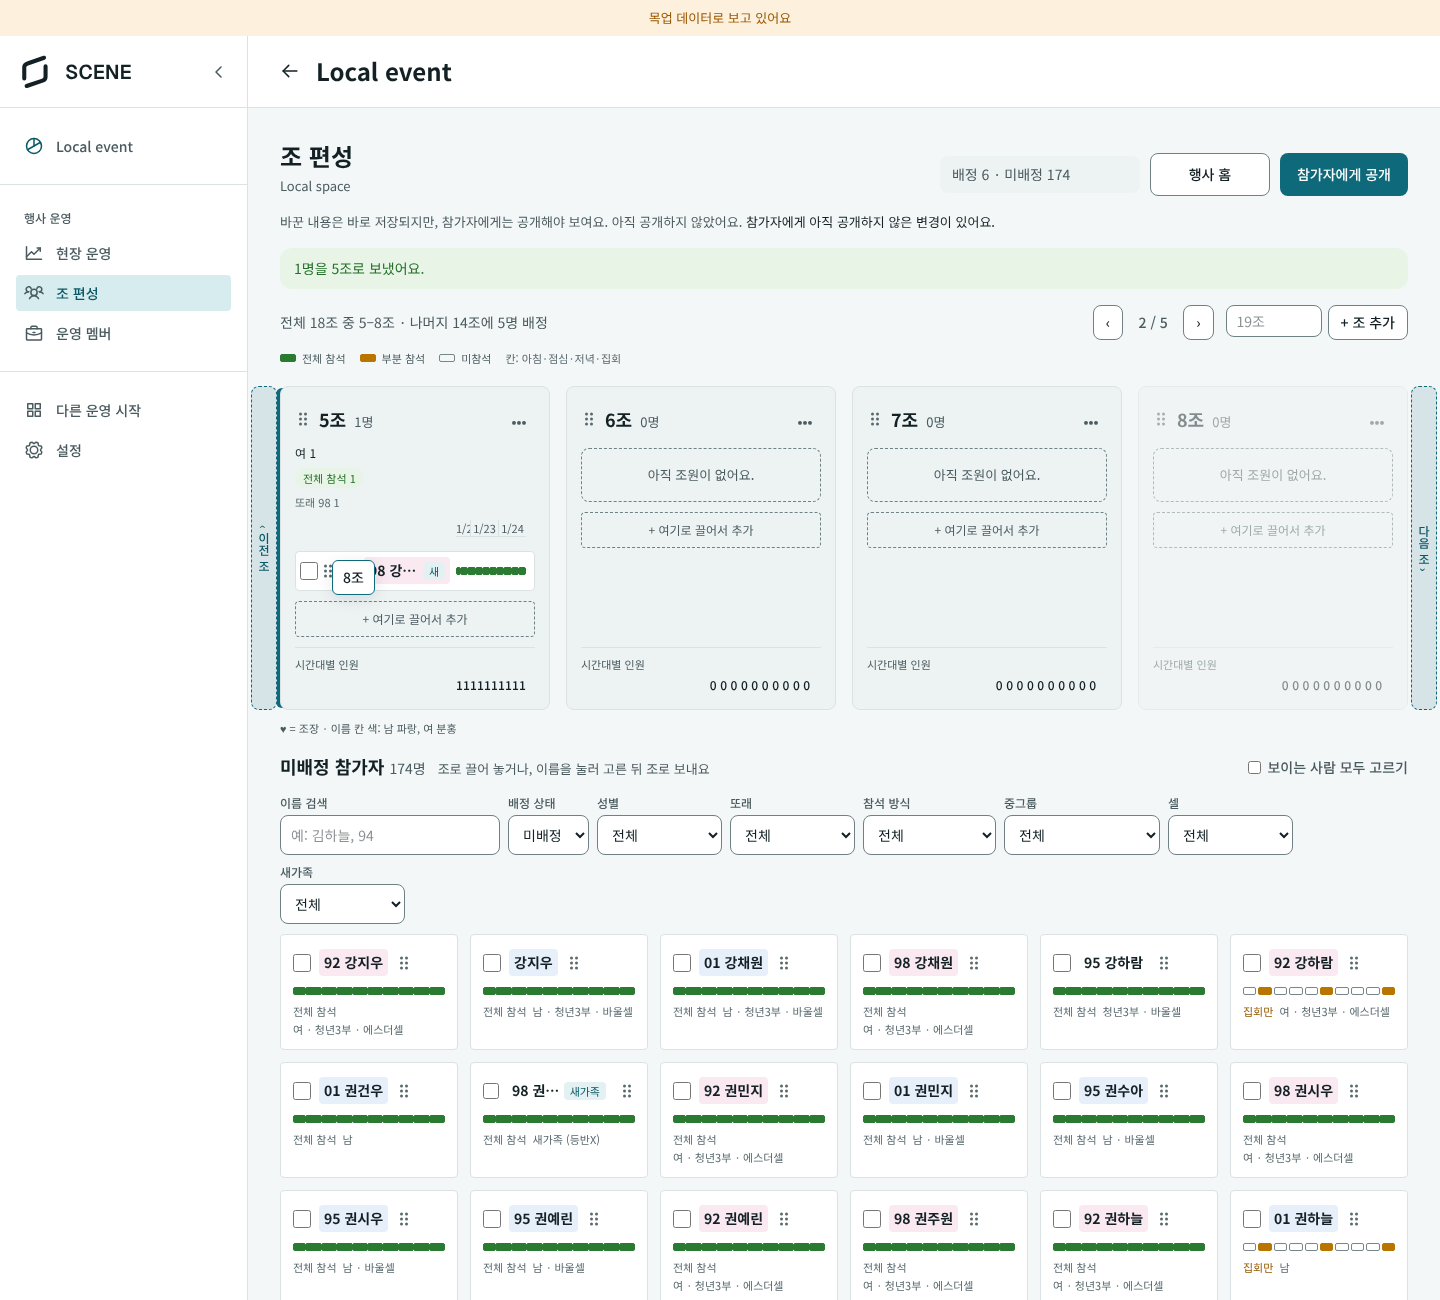 목업 데이터로 보고 있어요
SCENE
Local event
Local event
행사 운영
현장 운영
조 편성
운영 멤버
다른 운영 시작
설정
조 편성
Local space
배정 6 · 미배정 174
행사 홈
참가자에게 공개
바꾼 내용은 바로 저장되지만, 참가자에게는 공개해야 보여요. 아직 공개하지 않았어요. 참가자에게 아직 공개하지 않은 변경이 있어요.
1명을 5조로 보냈어요.
전체 18조 중 5–8조 · 나머지 14조에 5명 배정
‹ 2 / 5 ›
19조
+ 조 추가
전체 참석 부분 참석 미참석 칸: 아침·점심·저녁·집회
‹ 이전 조
5조 1명 •••
여 1
전체 참석 1
또래 98 1
1/23 1/24
강… 새
8조
+ 여기로 끌어서 추가
시간대별 인원
1111111111
6조 0명 •••
아직 조원이 없어요.
+ 여기로 끌어서 추가
시간대별 인원
0 0 0 0 0 0 0 0 0 0
7조 0명 •••
아직 조원이 없어요.
+ 여기로 끌어서 추가
시간대별 인원
0 0 0 0 0 0 0 0 0 0
8조 0명 •••
아직 조원이 없어요.
+ 여기로 끌어서 추가
시간대별 인원
0 0 0 0 0 0 0 0 0 0
다음 조 ›
♥ = 조장 · 이름 칸 색: 남 파랑, 여 분홍
미배정 참가자 174명 조로 끌어 놓거나, 이름을 눌러 고른 뒤 조로 보내요
보이는 사람 모두 고르기
이름 검색 배정 상태 성별 또래 참석 방식 중그룹 셀
예: 김하늘, 94 미배정 전체 전체 전체 전체 전체
새가족
전체
92 강지우
전체 참석
여 · 청년3부 · 에스더셀
강지우
전체 참석 남 · 청년3부 · 바울셀
01 강채원
전체 참석 남 · 청년3부 · 바울셀
98 강채원
전체 참석
여 · 청년3부 · 에스더셀
95 강하람
전체 참석 청년3부 · 바울셀
92 강하람
집회만 여 · 청년3부 · 에스더셀
01 권건우
전체 참석 남
98 권… 새가족
전체 참석 새가족 (등반X)
92 권민지
전체 참석
여 · 청년3부 · 에스더셀
01 권민지
전체 참석 남 · 바울셀
95 권수아
전체 참석 남 · 바울셀
98 권시우
전체 참석
여 · 청년3부 · 에스더셀
95 권시우
전체 참석 남 · 바울셀
95 권예린
전체 참석 남 · 바울셀
92 권예린
전체 참석
여 · 청년3부 · 에스더셀
98 권주원
전체 참석
여 · 청년3부 · 에스더셀
92 권하늘
전체 참석
여 · 청년3부 · 에스더셀
01 권하늘
집회만 남